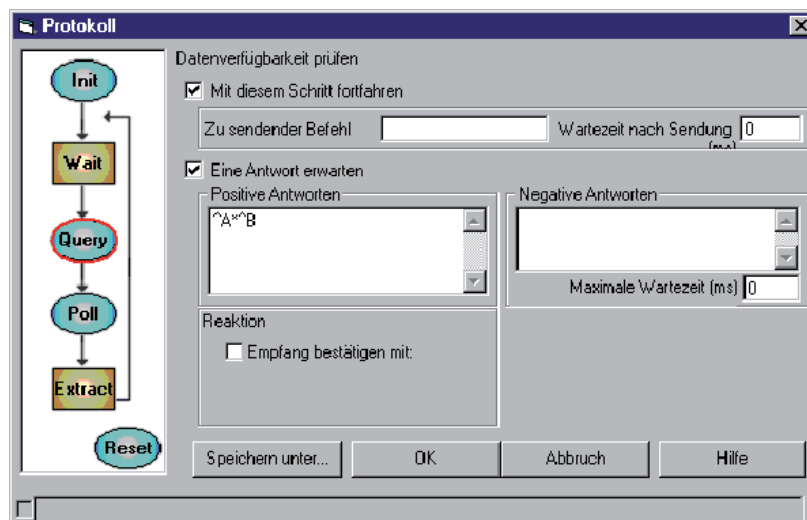 Protokoll
Init
Wait
Query
Poll
Extract
Reset
Datenverfügbarkeit prüfen
Mit diesem Schritt fortfahren
Zu sendender Befehl
Wartezeit nach Sendung 0
(ms)
Eine Antwort erwarten
Positive Antworten
^A*^B
Negative Antworten
Maximale Wartezeit (ms) 0
Reaktion
Empfang bestätigen mit:
Speichern unter...
OK
Abbruch
Hilfe